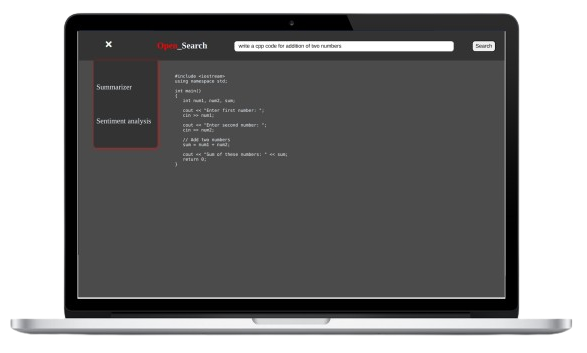 Open_Search
write a cpp code for addition of two numbers
Search
Summarizer
Sentiment analysis
#include <iostream>
using namespace std;
int main()
{
int num1, num2, sum;
cout << "Enter first number: ";
cin >> num1;
cout << "Enter second number: ";
cin >> num2;
// Add two numbers
sum = num1 + num2;
cout << "Sum of these numbers: " << sum;
return 0;
}